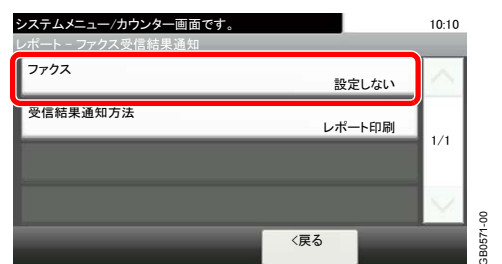 システムメニュー/カウンター画面です。
10:10
レポート - ファクス受信結果通知
ファクス
設定しない
受信結果通知方法
レポート印刷
1/1
<戻る
GB0571-00